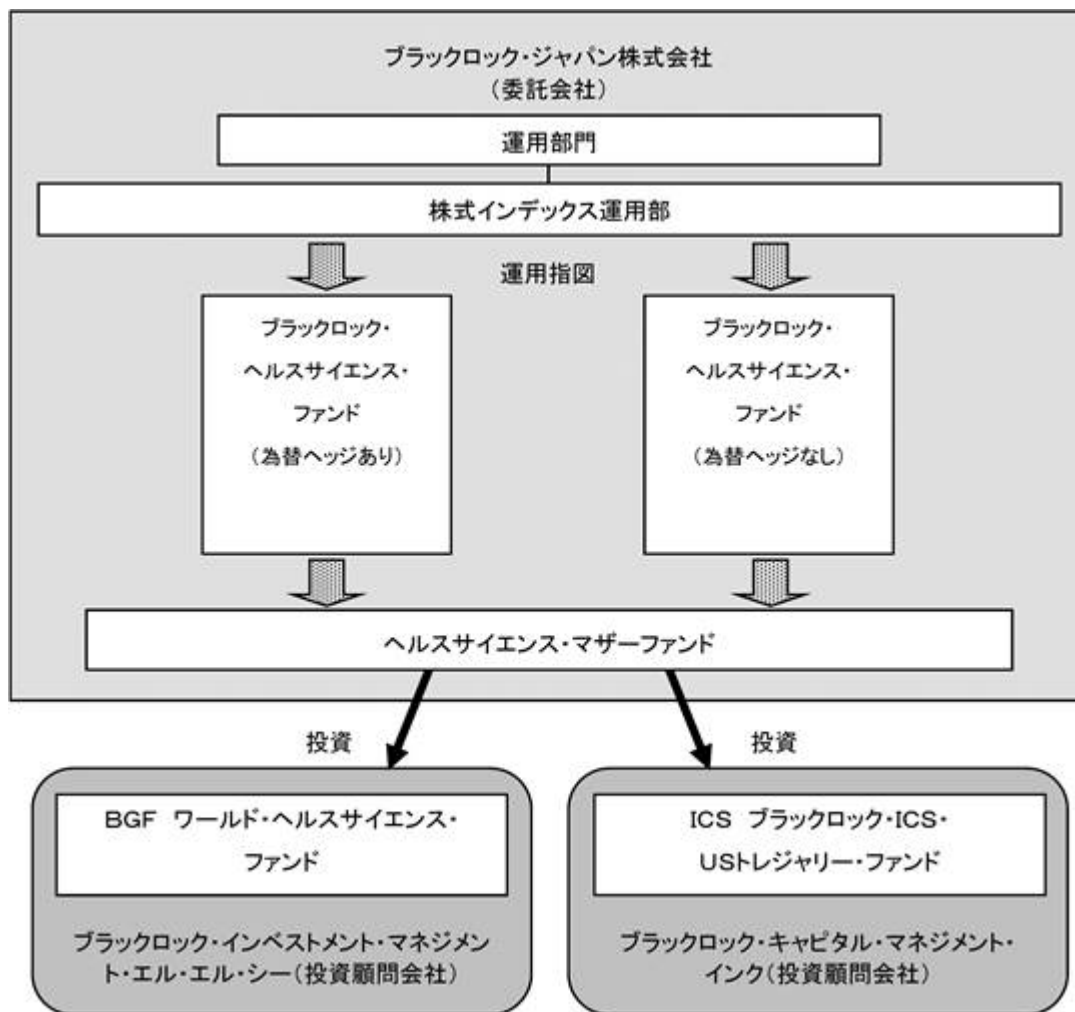 ブラックロック・ジャパン株式会社
（委託会社）
運用部門
株式インデックス運用部
運用指図
ブラックロック・
ヘルスサイエンス・
ファンド
（為替ヘッジあり）
ブラックロック・
ヘルスサイエンス・
ファンド
（為替ヘッジなし）
ヘルスサイエンス・マザーファンド
投資
投資
ＢＧＦ ワールド・ヘルスサイエンス・
ファンド
ブラックロック・インベストメント・マネジメン
ト・エル・エル・シー（投資顧問会社）
ＩＣＳ ブラックロック・ＩＣＳ・
ＵＳトレジャリー・ファンド
ブラックロック・キャピタル・マネジメント・
インク（投資顧問会社）